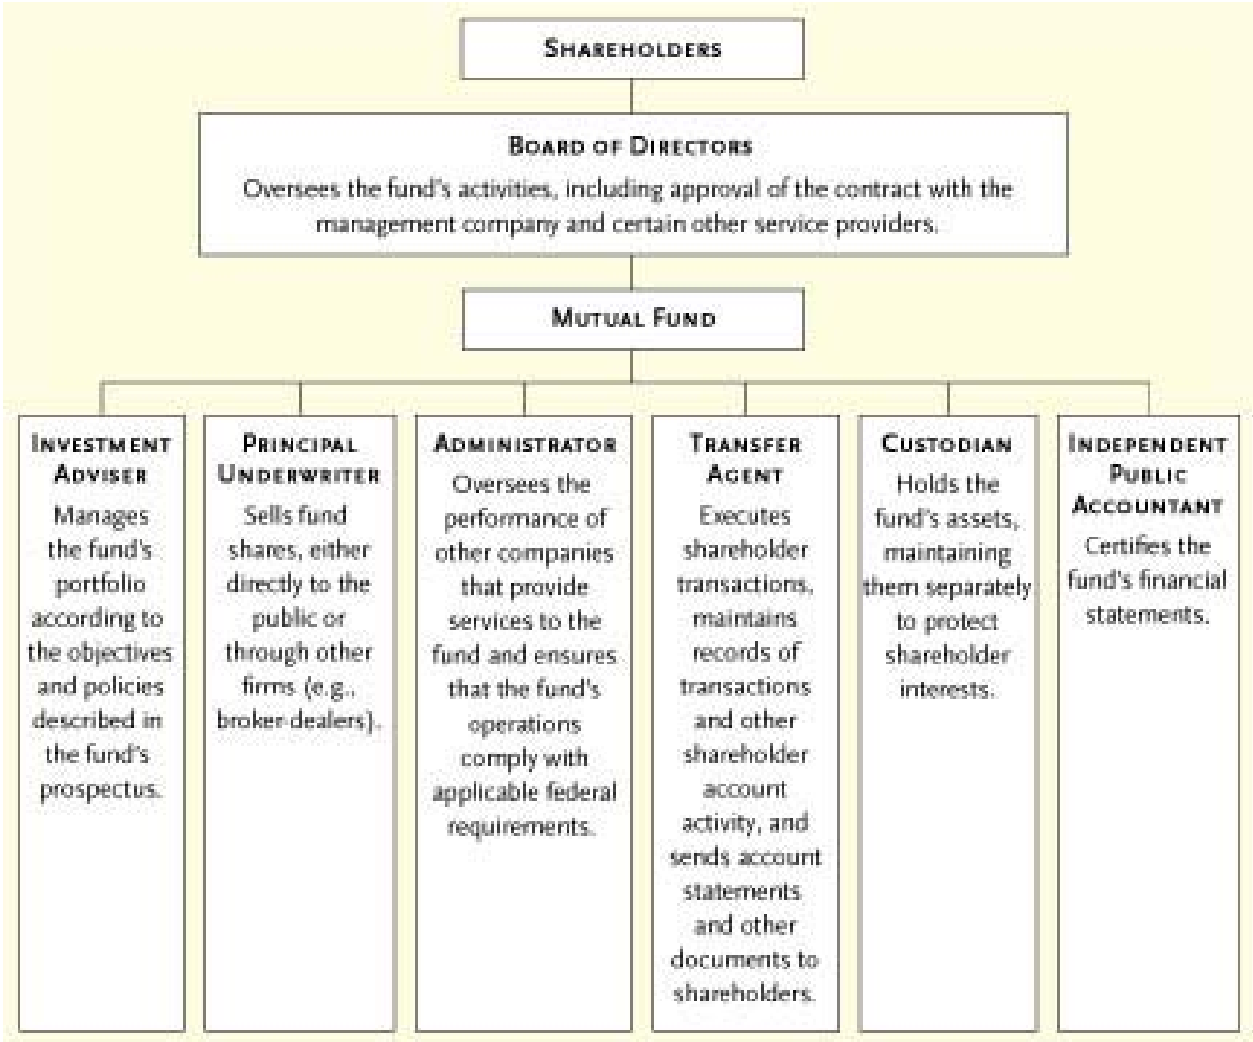 SHAREHOLDERS
BOARD OF DIRECTORS
Oversees the fund's activities, including approval of the contract with the
management company and certain other service providers.
MUTUAL FUND
INVESTMENT
ADVISER
Manages
the fund's
portfolio
according to
the objectives
and policies
described in
the fund's
prospectus.
PRINCIPAL
UNDERWRITER
Sells fund
shares, either
directly to the
public or
through other
firms (e.g.,
broker-dealers).
ADMINISTRATOR
Oversees the
performance of
other companies
that provide
services to the
fund and ensures
that the fund's
operations
comply with
applicable federal
requirements.
TRANSFER
AGENT
Executes
shareholder
transactions,
maintains
records of
transactions
and other
shareholder
account
activity, and
sends account
statements
and other
documents to
shareholders.
CUSTODIAN
Holds the
fund's assets,
maintaining
them separately
to protect
shareholder
interests.
INDEPENDENT
PUBLIC
ACCOUNTANT
Certifies the
fund's financial
statements.